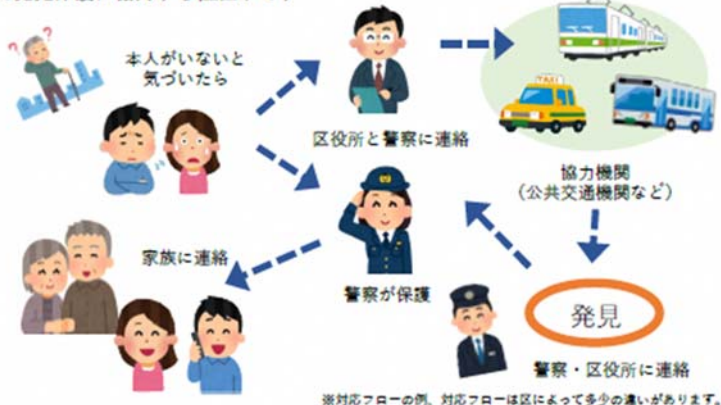 本人がいないと
気づいたら
区役所と警察に連絡
TAXI
協力機関
（公共交通機関など）
家族に連絡
警察が保護
発見
警察・区役所に連絡
※対応フローの例、対応フローは区によって多少の違いがあります。